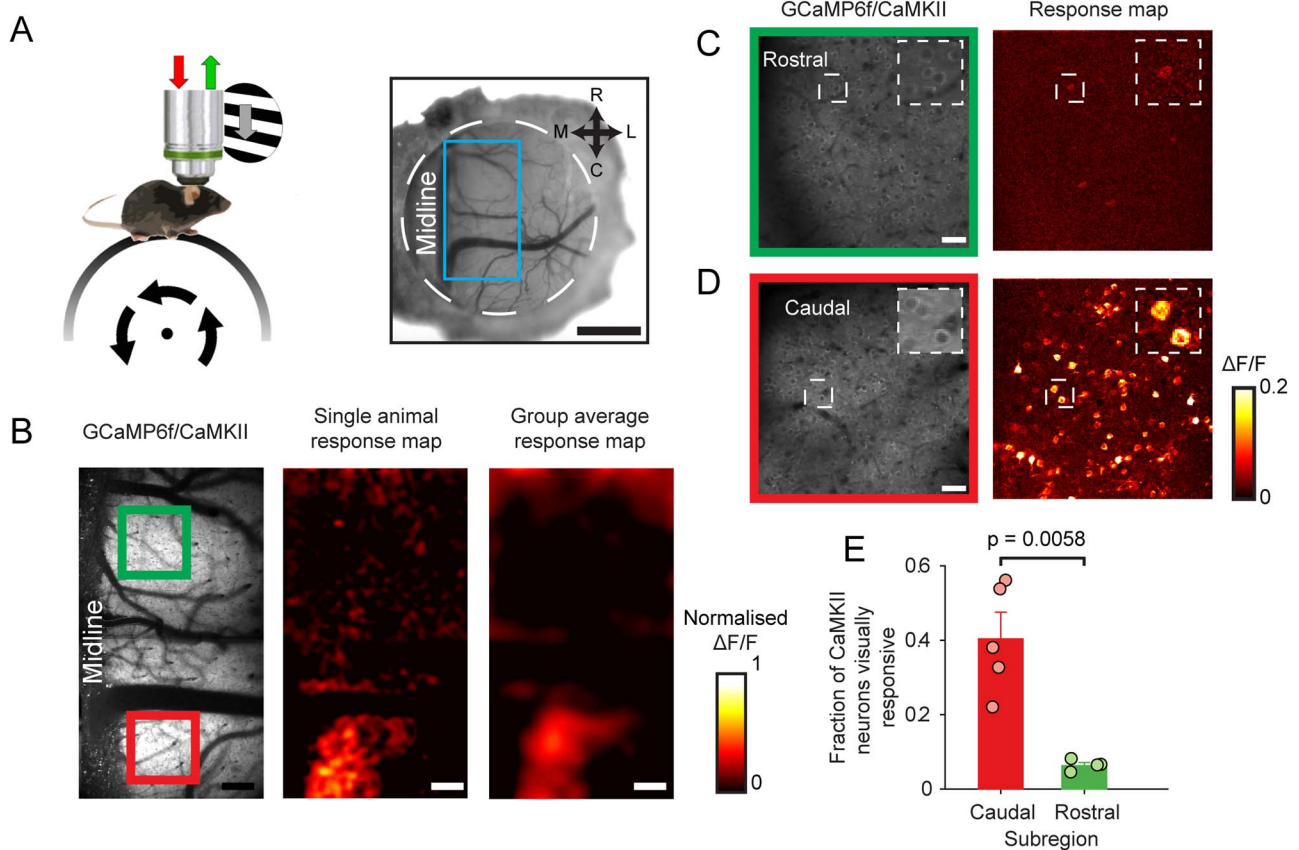 A
R
M
L
C
Midline
B
GCaMP6f/CaMKII
Single animal
response map
Group average
response map
Midline
Normalised
ΔF/F
1
0
GCaMP6f/CaMKII
Response map
C
Rostral
D
Caudal
ΔF/F
0.2
0
E
p = 0.0058
Fraction of CaMKII
neurons visually
responsive
0.6
0.4
0.2
0
Caudal
Rostral
Subregion